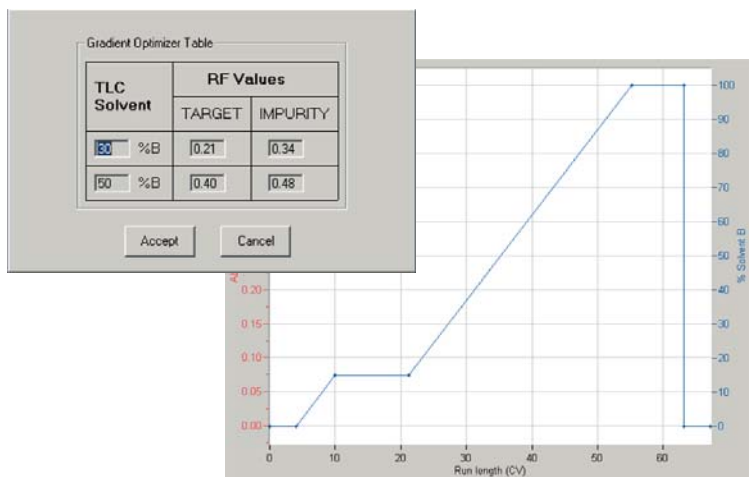 Gradient Optimizer Table
TLC Solvent
RF Values
TARGET IMPURITY
30 %B 0.21 0.34
50 %B 0.40 0.48
Accept Cancel
100
90
80
70
60
50
40
30
20
10
0
% Solvent B
0.20
0.15
0.10
0.05
0.00
0 10 20 30 40 50 60
Run length (CV)